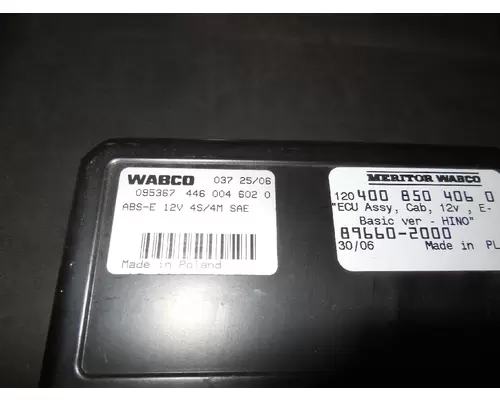 WABCO 037 25/06
095367 446 004 602 0
ABS-E 12V 4S/4M SAE
Made in Poland
MERITOR WABCO
120 400 850 406 0
"ECU Assy, Cab, 12v , E-
Basic ver - HINO"
89660-2000
30/06 Made in PL